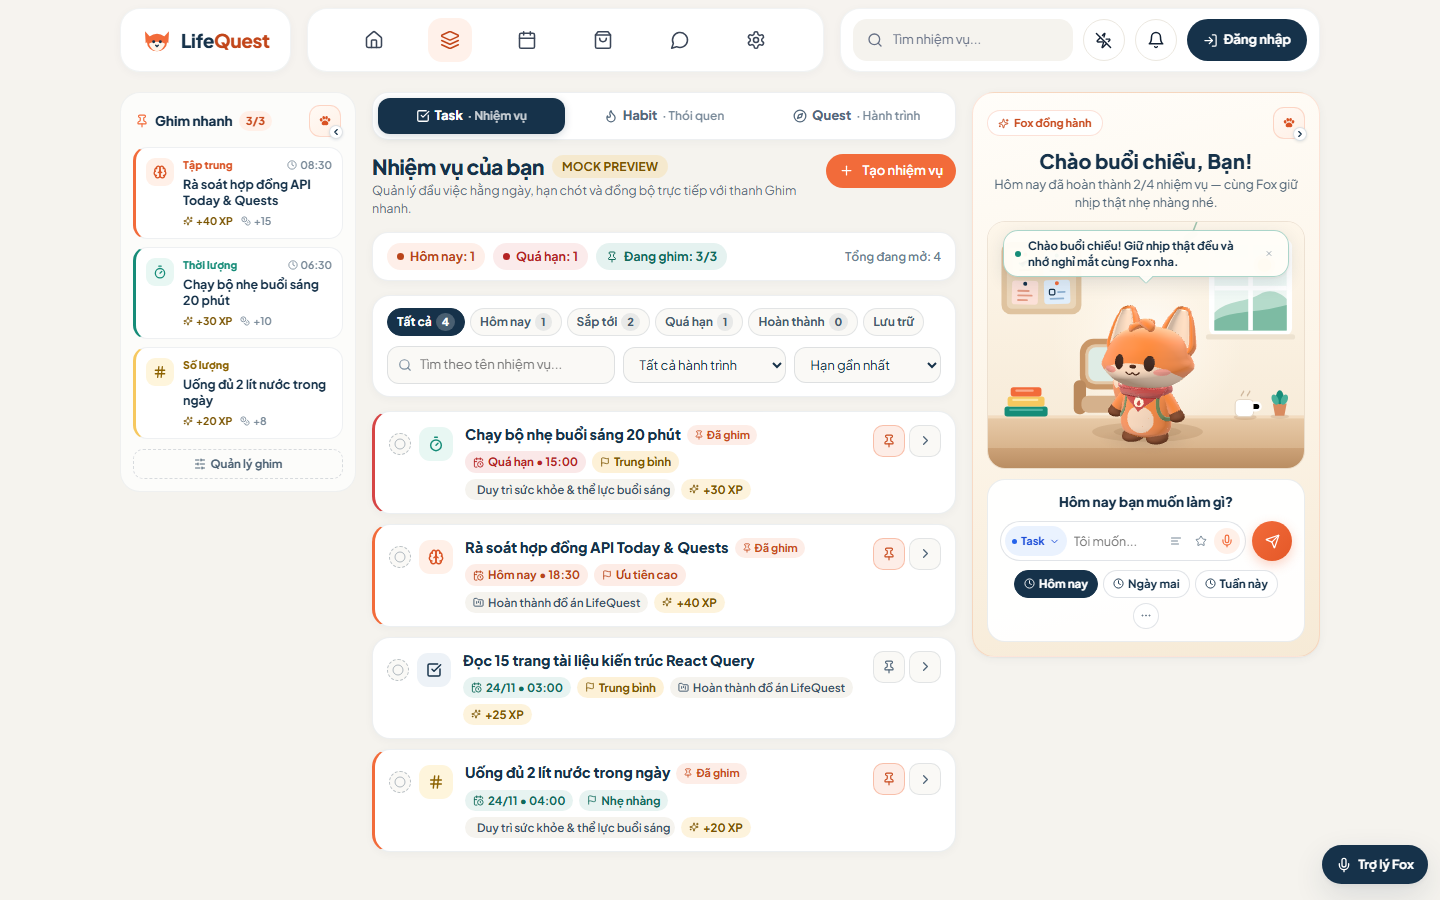 LifeQuest
Tìm nhiệm vụ...
Đăng nhập
Ghim nhanh 3/3
Tập trung 08:30
Rà soát hợp đồng API
Today & Quests
+40 XP +15
Thời lượng 06:30
Chạy bộ nhẹ buổi sáng
20 phút
+30 XP +10
Số lượng
Uống đủ 2 lít nước trong
ngày
+20 XP +8
Quản lý ghim
Task · Nhiệm vụ
Habit · Thói quen
Quest · Hành trình
Nhiệm vụ của bạn MOCK PREVIEW
Quản lý đầu việc hằng ngày, hạn chót và đồng bộ trực tiếp với thanh Ghim
nhanh.
Tạo nhiệm vụ
Hôm nay: 1 Quá hạn: 1 Đang ghim: 3/3 Tổng đang mở: 4
Tất cả 4 Hôm nay 1 Sắp tới 2 Quá hạn 1 Hoàn thành 0 Lưu trữ
Tìm theo tên nhiệm vụ... Tất cả hành trình Hạn gần nhất
Chạy bộ nhẹ buổi sáng 20 phút Đã ghim
Quá hạn • 15:00 Trung bình
Duy trì sức khỏe & thể lực buổi sáng +30 XP
Rà soát hợp đồng API Today & Quests Đã ghim
Hôm nay • 18:30 Ưu tiên cao
Hoàn thành đồ án LifeQuest +40 XP
Đọc 15 trang tài liệu kiến trúc React Query
24/11 • 03:00 Trung bình Hoàn thành đồ án LifeQuest
+25 XP
Uống đủ 2 lít nước trong ngày Đã ghim
24/11 • 04:00 Nhẹ nhàng
Duy trì sức khỏe & thể lực buổi sáng +20 XP
Fox đồng hành
Chào buổi chiều, Bạn!
Hôm nay đã hoàn thành 2/4 nhiệm vụ — cùng Fox giữ
nhịp thật nhẹ nhàng nhé.
Chào buổi chiều! Giữ nhịp thật đều và
nhớ nghỉ mắt cùng Fox nha. ×
Hôm nay bạn muốn làm gì?
Task Tôi muốn...
Hôm nay Ngày mai Tuần này
...
Trợ lý Fox